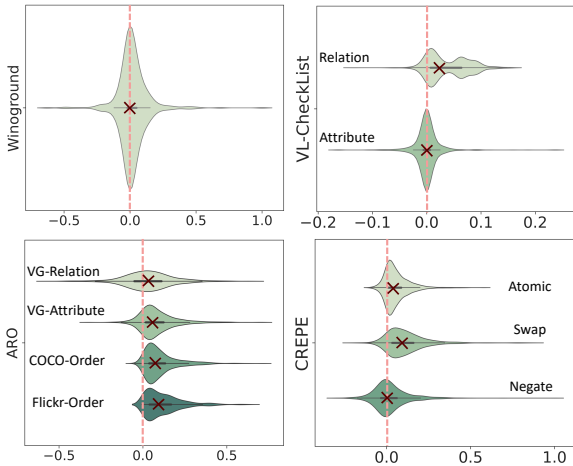 Winoground
−0.5
0.0
0.5
1.0
VL-CheckList
Relation
Attribute
−0.2
−0.1
0.0
0.1
0.2
ARO
VG-Relation
VG-Attribute
COCO-Order
Flickr-Order
−0.5
0.0
0.5
CREPE
Atomic
Swap
Negate
0.0
0.5
1.0